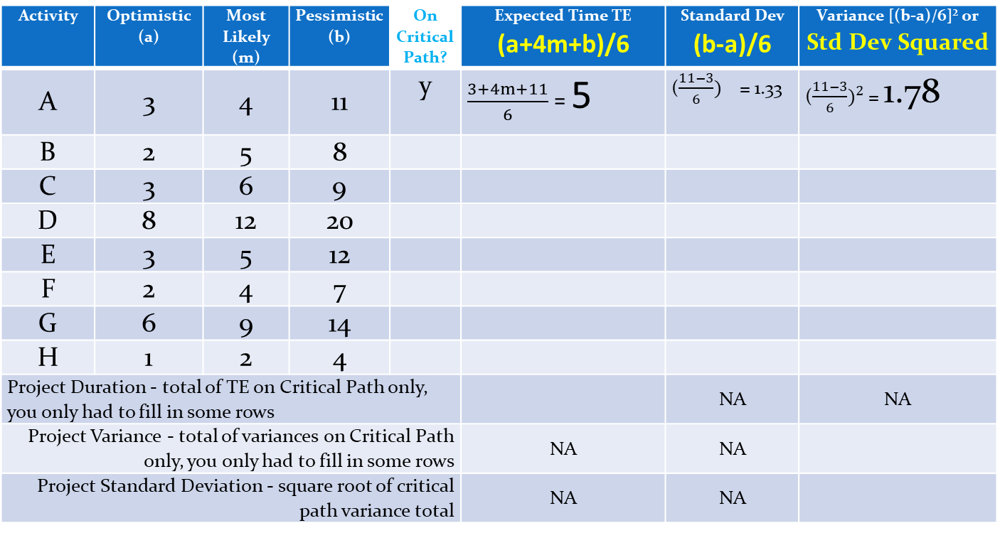 Activity Optimistic (a) Most Likely (m) Pessimistic (b) On Critical Path? Expected Time TE (a+4m+b)/6 Standard Dev (b-a)/6 Variance [(b-a)/6]² or Std Dev Squared
A 3 4 11 y (3+4m+11)/6 = 5 ((11−3)/6) = 1.33 ((11−3)/6)² = 1.78
B 2 5 8
C 3 6 9
D 8 12 20
E 3 5 12
F 2 4 7
G 6 9 14
H 1 2 4
Project Duration - total of TE on Critical Path only,
you only had to fill in some rows NA NA
Project Variance - total of variances on Critical Path
only, you only had to fill in some rows NA NA
Project Standard Deviation - square root of critical
path variance total NA NA